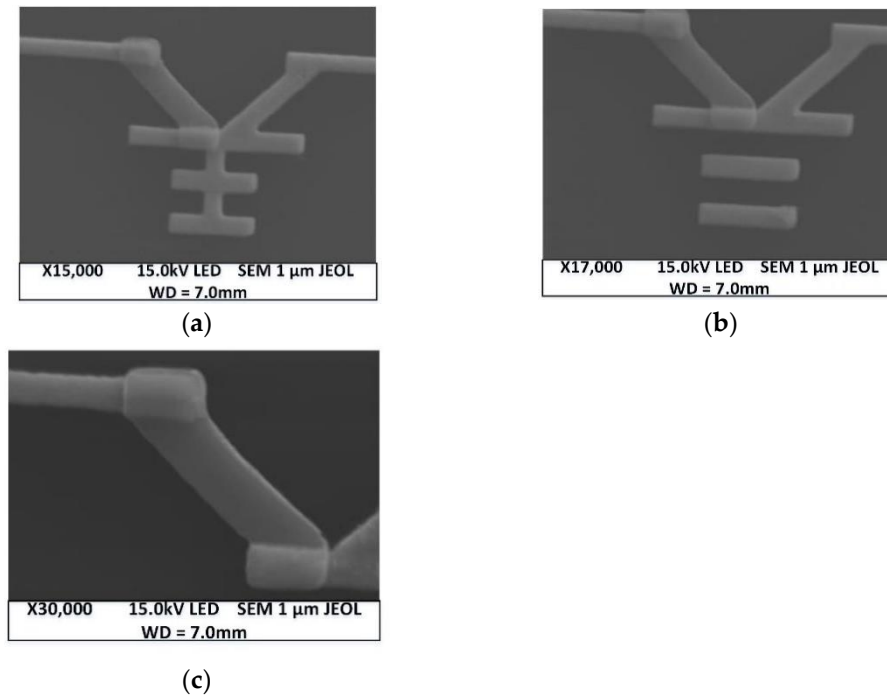 X15,000 15.0kV LED SEM 1 µm JEOL
WD = 7.0mm
(a)
X17,000 15.0kV LED SEM 1 µm JEOL
WD = 7.0mm
(b)
X30,000 15.0kV LED SEM 1 µm JEOL
WD = 7.0mm
(c)